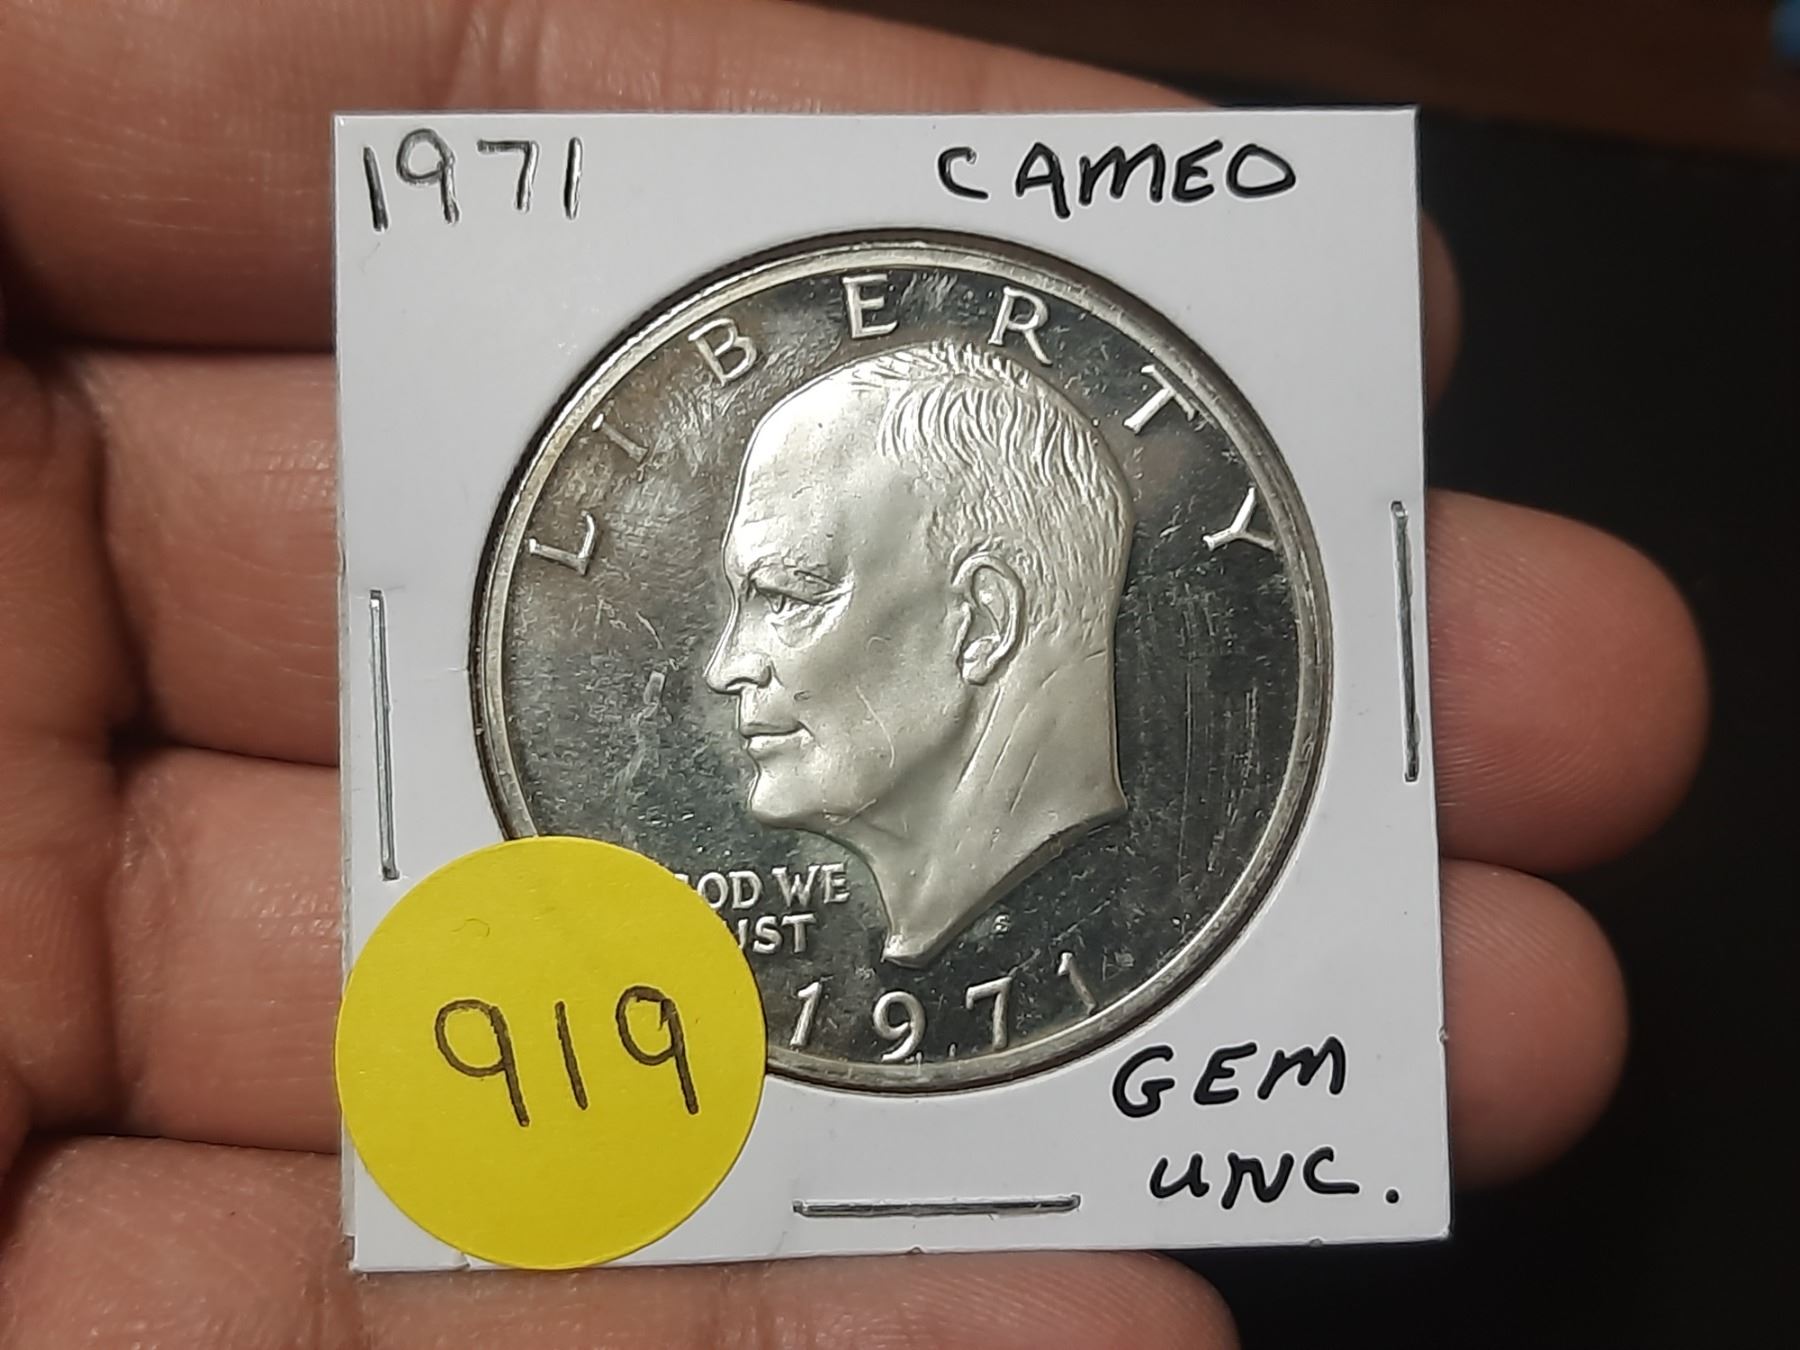 1971 CAMEO
LIBERTY
GOD WE
UST
S
1971
919
GEM
UNC.